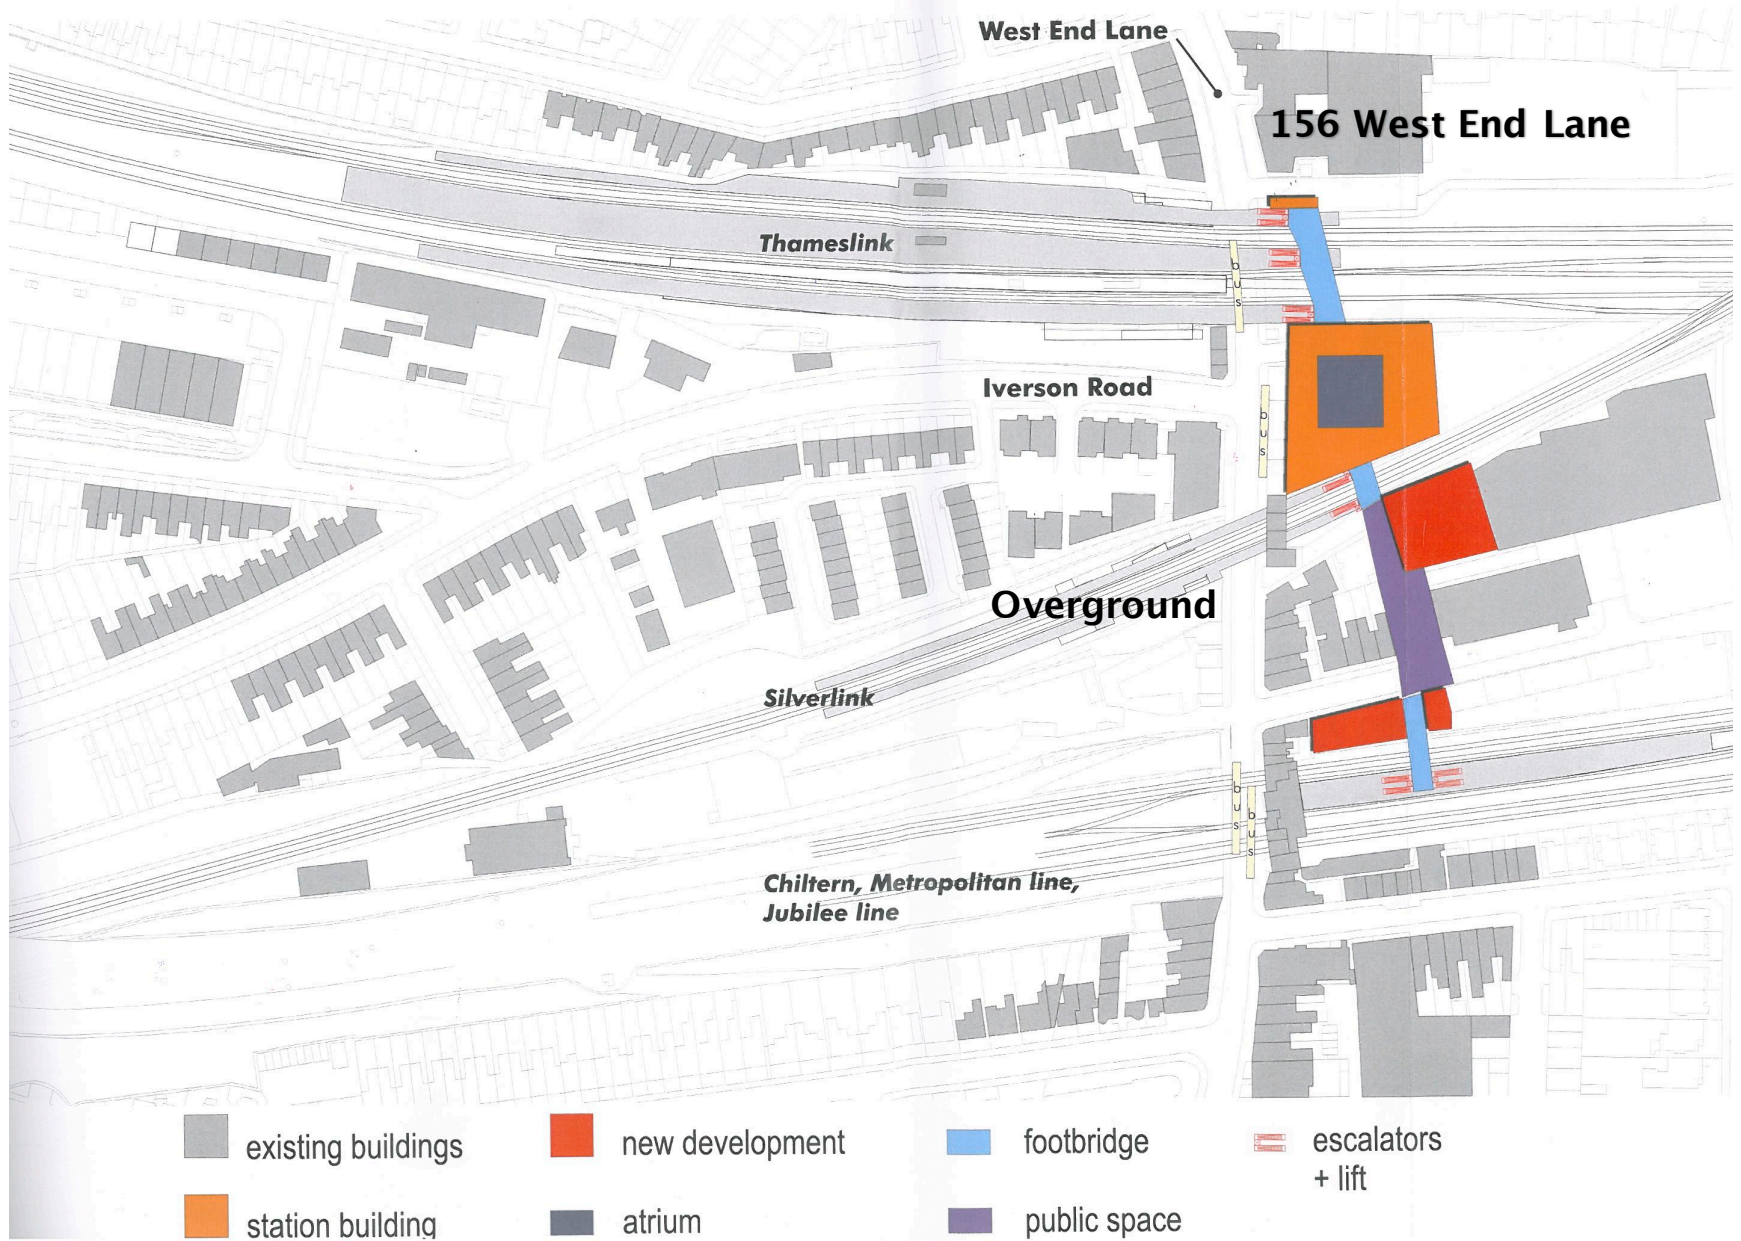 West End Lane
156 West End Lane
Thameslink
bus
Iverson Road
bus
Overground
Silverlink
bus
bus
Chiltern, Metropolitan line,
Jubilee line
existing buildings
new development
footbridge
escalators
+ lift
station building
atrium
public space